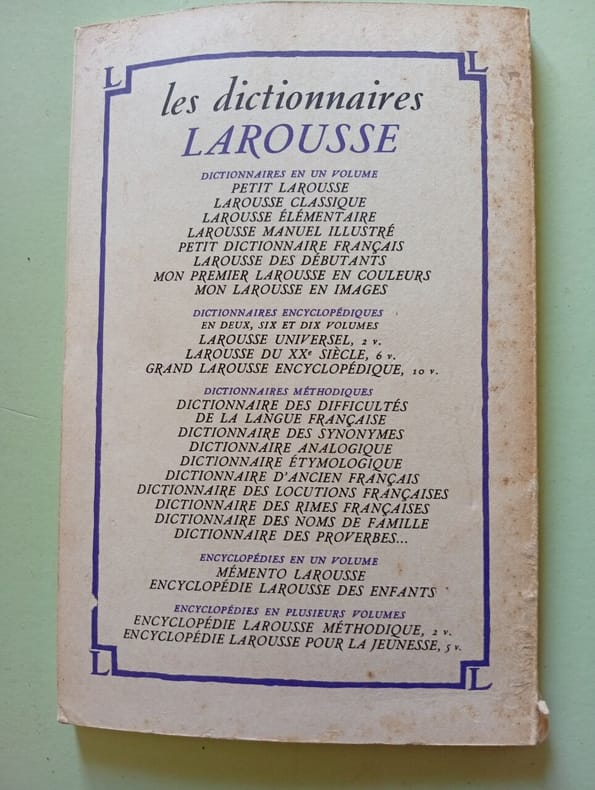 L L
les dictionnaires
LAROUSSE
DICTIONNAIRES EN UN VOLUME
PETIT LAROUSSE
LAROUSSE CLASSIQUE
LAROUSSE ÉLÉMENTAIRE
LAROUSSE MANUEL ILLUSTRÉ
PETIT DICTIONNAIRE FRANÇAIS
LAROUSSE DES DÉBUTANTS
MON PREMIER LAROUSSE EN COULEURS
MON LAROUSSE EN IMAGES
DICTIONNAIRES ENCYCLOPÉDIQUES
EN DEUX, SIX ET DIX VOLUMES
LAROUSSE UNIVERSEL, 2 v.
LAROUSSE DU XXe SIÈCLE, 6 v.
GRAND LAROUSSE ENCYCLOPÉDIQUE, 10 v.
DICTIONNAIRES MÉTHODIQUES
DICTIONNAIRE DES DIFFICULTÉS
DE LA LANGUE FRANÇAISE
DICTIONNAIRE DES SYNONYMES
DICTIONNAIRE ANALOGIQUE
DICTIONNAIRE ÉTYMOLOGIQUE
DICTIONNAIRE D'ANCIEN FRANÇAIS
DICTIONNAIRE DES LOCUTIONS FRANÇAISES
DICTIONNAIRE DES RIMES FRANÇAISES
DICTIONNAIRE DES NOMS DE FAMILLE
DICTIONNAIRE DES PROVERBES...
ENCYCLOPÉDIES EN UN VOLUME
MÉMENTO LAROUSSE
ENCYCLOPÉDIE LAROUSSE DES ENFANTS
ENCYCLOPÉDIES EN PLUSIEURS VOLUMES
ENCYCLOPÉDIE LAROUSSE MÉTHODIQUE, 2 v.
ENCYCLOPÉDIE LAROUSSE POUR LA JEUNESSE, 5 v.
L L